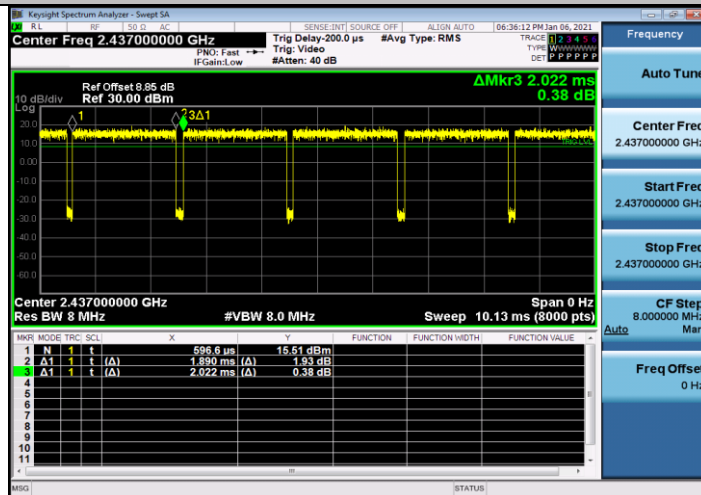 Keysight Spectrum Analyzer - Swept SA
RL RF 50 Ω AC SENSE:INT SOURCE OFF ALIGN AUTO 06:36:12 PM Jan 06, 2021
Center Freq 2.437000000 GHz
PNO: Fast
IFGain:Low
Trig Delay-200.0 µs
Trig: Video
#Atten: 40 dB
#Avg Type: RMS
TRACE 1 2 3 4 5 6
TYPE WWWWWW
DET P P P P P P
Ref Offset 8.85 dB
10 dB/div Ref 30.00 dBm
Log
ΔMkr3 2.022 ms
0.38 dB
1
2
3Δ1
20.0
10.0
0.00
-10.0
-20.0
-30.0
-40.0
-50.0
-60.0
TRIG LVL
Center 2.437000000 GHz Span 0 Hz
Res BW 8 MHz #VBW 8.0 MHz Sweep 10.13 ms (8000 pts)
MKR MODE TRC SCL X Y FUNCTION FUNCTION WIDTH FUNCTION VALUE
1 N 1 t 596.6 µs 15.51 dBm
2 Δ1 1 t (Δ) 1.890 ms (Δ) 1.93 dB
3 Δ1 1 t (Δ) 2.022 ms (Δ) 0.38 dB
4
5
6
7
8
9
10
11
MSG STATUS
Frequency
Auto Tune
Center Freq
2.437000000 GHz
Start Freq
2.437000000 GHz
Stop Freq
2.437000000 GHz
CF Step
8.000000 MHz
Auto Man
Freq Offset
0 Hz